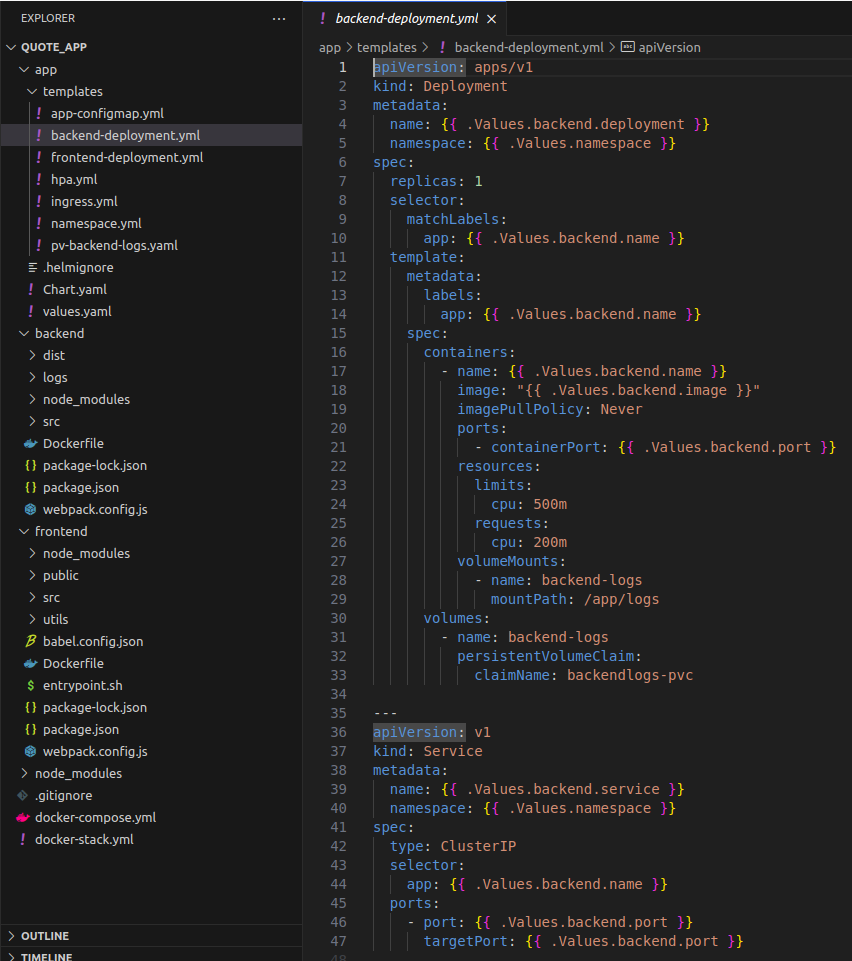 EXPLORER
QUOTE_APP
app
templates
app-configmap.yml
backend-deployment.yml
frontend-deployment.yml
hpa.yml
ingress.yml
namespace.yml
pv-backend-logs.yaml
.helmignore
Chart.yaml
values.yaml
backend
dist
logs
node_modules
src
Dockerfile
package-lock.json
package.json
webpack.config.js
frontend
node_modules
public
src
utils
babel.config.json
Dockerfile
entrypoint.sh
package-lock.json
package.json
webpack.config.js
node_modules
.gitignore
docker-compose.yml
docker-stack.yml
OUTLINE
TIMELINE
backend-deployment.yml
app > templates > ! backend-deployment.yml > abc apiVersion
1 apiVersion: apps/v1
2 kind: Deployment
3 metadata:
4   name: {{ .Values.backend.deployment }}
5   namespace: {{ .Values.namespace }}
6 spec:
7   replicas: 1
8   selector:
9     matchLabels:
10       app: {{ .Values.backend.name }}
11   template:
12     metadata:
13       labels:
14         app: {{ .Values.backend.name }}
15     spec:
16       containers:
17         - name: {{ .Values.backend.name }}
18           image: "{{ .Values.backend.image }}"
19           imagePullPolicy: Never
20           ports:
21             - containerPort: {{ .Values.backend.port }}
22           resources:
23             limits:
24               cpu: 500m
25             requests:
26               cpu: 200m
27           volumeMounts:
28             - name: backend-logs
29               mountPath: /app/logs
30       volumes:
31         - name: backend-logs
32           persistentVolumeClaim:
33             claimName: backendlogs-pvc
34
35 ---
36 apiVersion: v1
37 kind: Service
38 metadata:
39   name: {{ .Values.backend.service }}
40   namespace: {{ .Values.namespace }}
41 spec:
42   type: ClusterIP
43   selector:
44     app: {{ .Values.backend.name }}
45   ports:
46     - port: {{ .Values.backend.port }}
47       targetPort: {{ .Values.backend.port }}
48